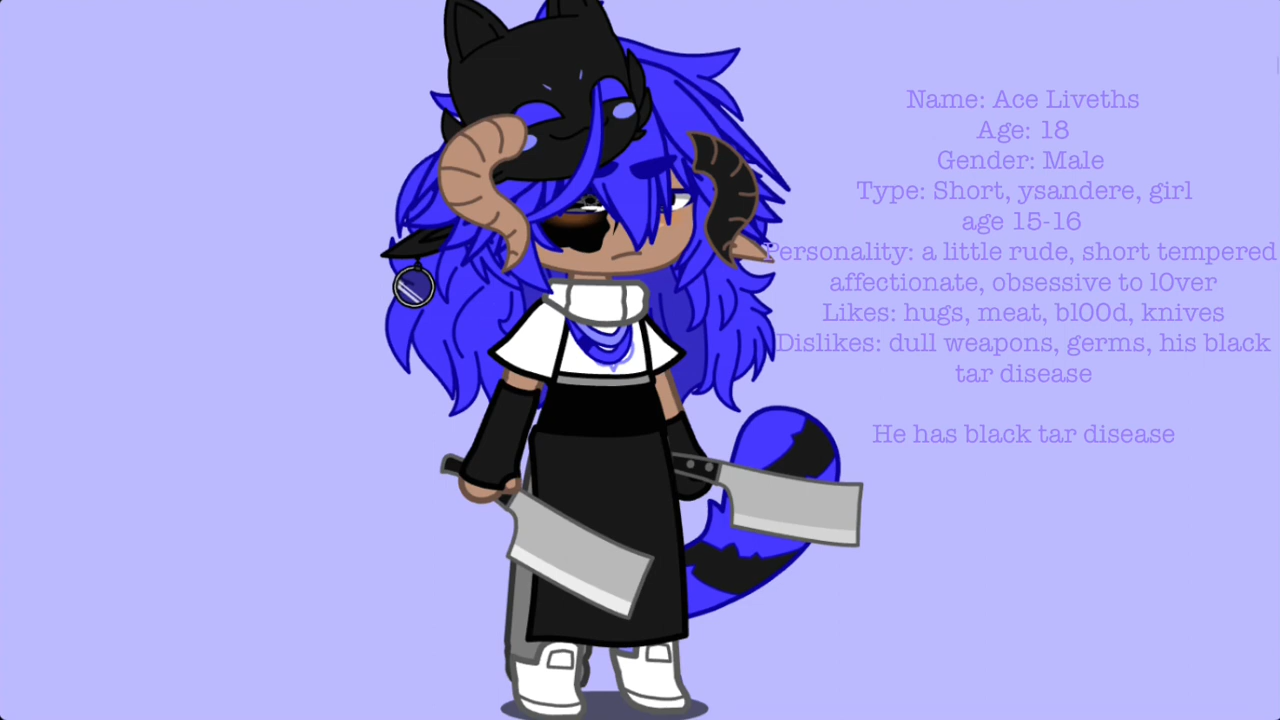 Name: Ace Liveths
Age: 18
Gender: Male
Type: Short, ysandere, girl
age 15-16
Personality: a little rude, short tempered
affectionate, obsessive to l0ver
Likes: hugs, meat, bl00d, knives
Dislikes: dull weapons, germs, his black
tar disease
He has black tar disease